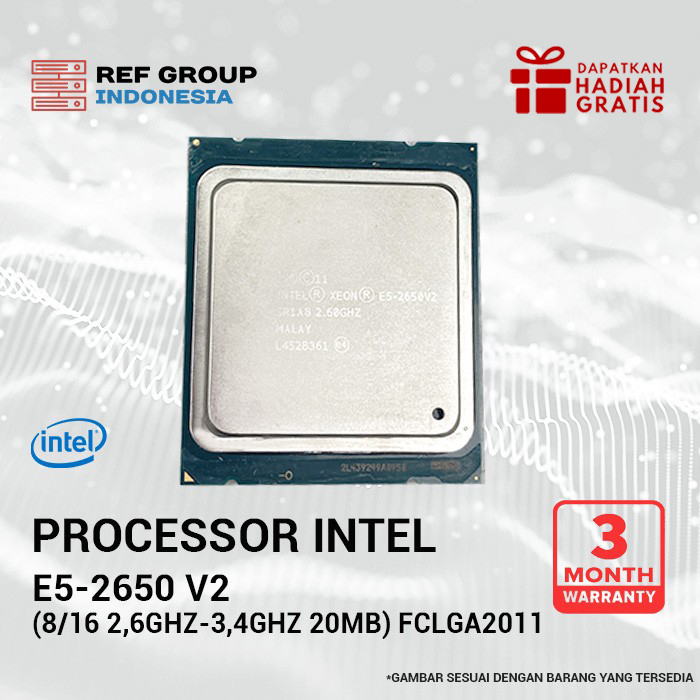 REF GROUP
INDONESIA
DAPATKAN
HADIAH
GRATIS
INTEL® XEON® E5-2650V2
SR1A8 2.60GHZ
MALAY
L452B361 e4
-0
intel
PROCESSOR INTEL
E5-2650 V2
(8/16 2,6GHZ-3,4GHZ 20MB) FCLGA2011
3
MONTH
WARRANTY
*GAMBAR SESUAI DENGAN BARANG YANG TERSEDIA